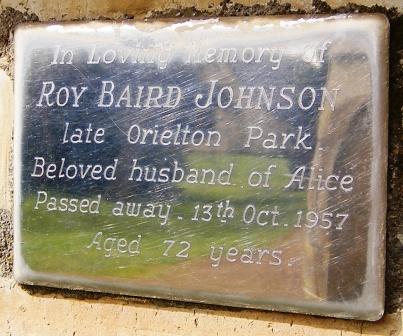 In Loving Memory of
ROY BAIRD JOHNSON
late Orielton Park.
Beloved husband of Alice
Passed away - 13th Oct. 1957
Aged 72 years.